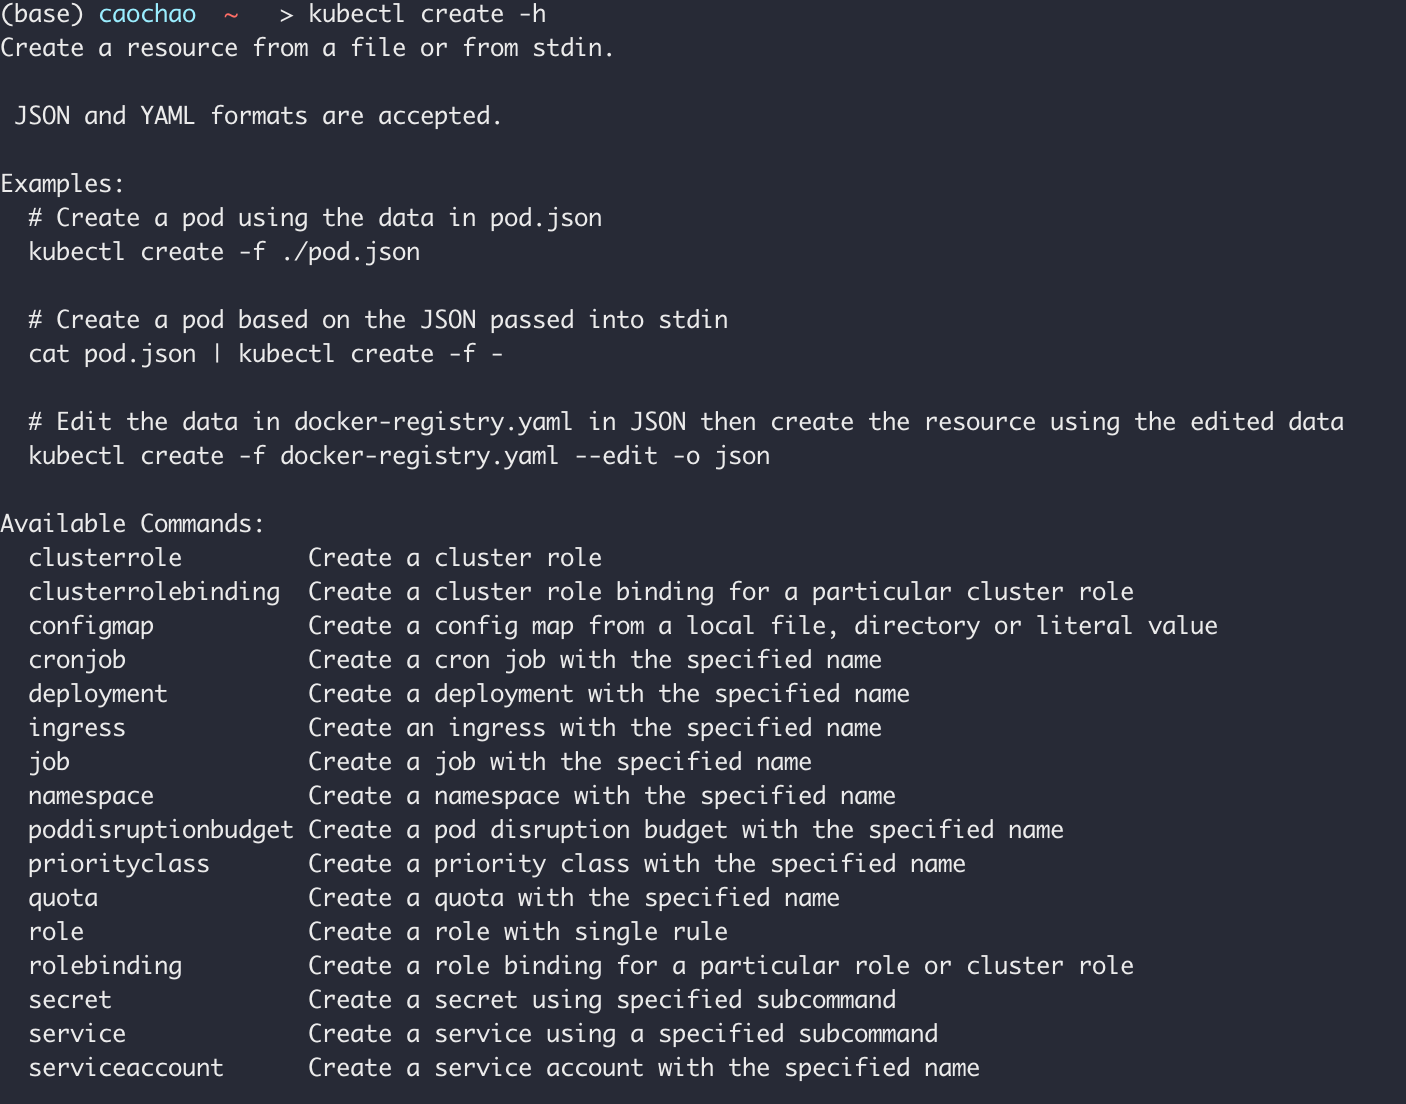 (base) caochao ~ > kubectl create -h
Create a resource from a file or from stdin.
JSON and YAML formats are accepted.
Examples:
# Create a pod using the data in pod.json
kubectl create -f ./pod.json
# Create a pod based on the JSON passed into stdin
cat pod.json | kubectl create -f -
# Edit the data in docker-registry.yaml in JSON then create the resource using the edited data
kubectl create -f docker-registry.yaml --edit -o json
Available Commands:
clusterrole Create a cluster role
clusterrolebinding Create a cluster role binding for a particular cluster role
configmap Create a config map from a local file, directory or literal value
cronjob Create a cron job with the specified name
deployment Create a deployment with the specified name
ingress Create an ingress with the specified name
job Create a job with the specified name
namespace Create a namespace with the specified name
poddisruptionbudget Create a pod disruption budget with the specified name
priorityclass Create a priority class with the specified name
quota Create a quota with the specified name
role Create a role with single rule
rolebinding Create a role binding for a particular role or cluster role
secret Create a secret using specified subcommand
service Create a service using a specified subcommand
serviceaccount Create a service account with the specified name